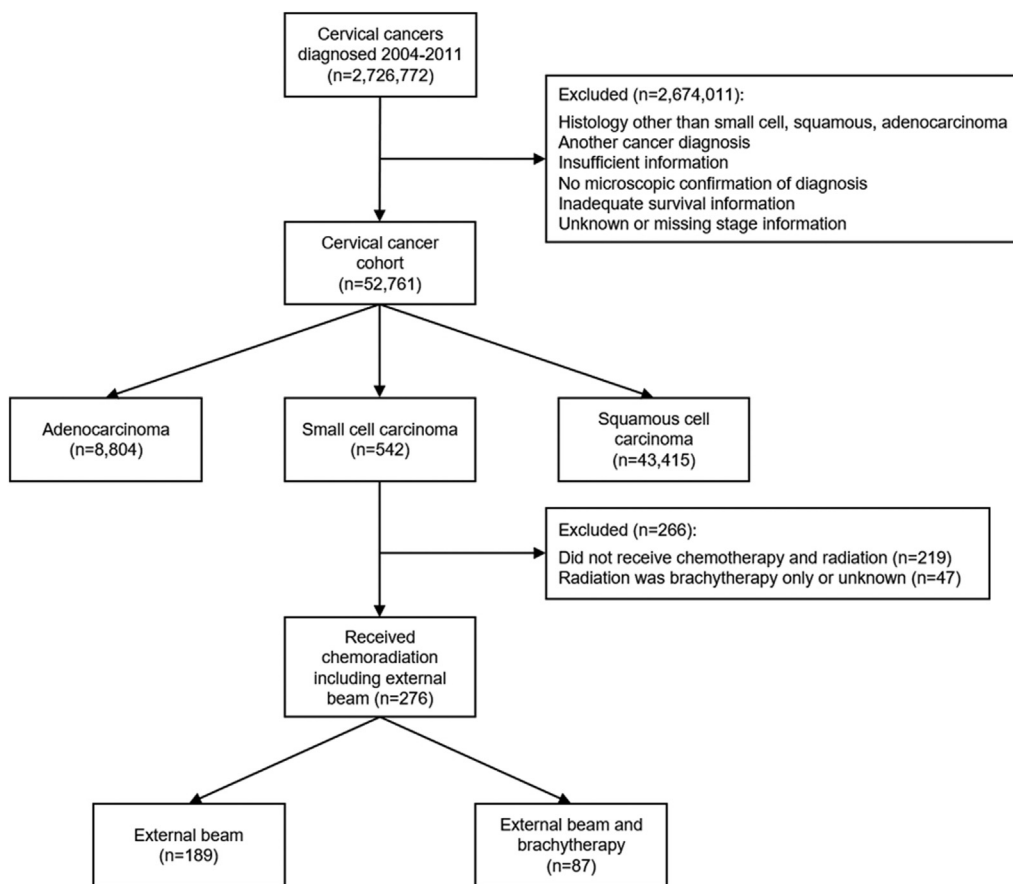 Cervical cancers
diagnosed 2004-2011
(n=2,726,772)
Excluded (n=2,674,011):
Histology other than small cell, squamous, adenocarcinoma
Another cancer diagnosis
Insufficient information
No microscopic confirmation of diagnosis
Inadequate survival information
Unknown or missing stage information
Cervical cancer
cohort
(n=52,761)
Adenocarcinoma
(n=8,804)
Small cell carcinoma
(n=542)
Squamous cell
carcinoma
(n=43,415)
Excluded (n=266):
Did not receive chemotherapy and radiation (n=219)
Radiation was brachytherapy only or unknown (n=47)
Received
chemoradiation
including external
beam (n=276)
External beam
(n=189)
External beam and
brachytherapy
(n=87)